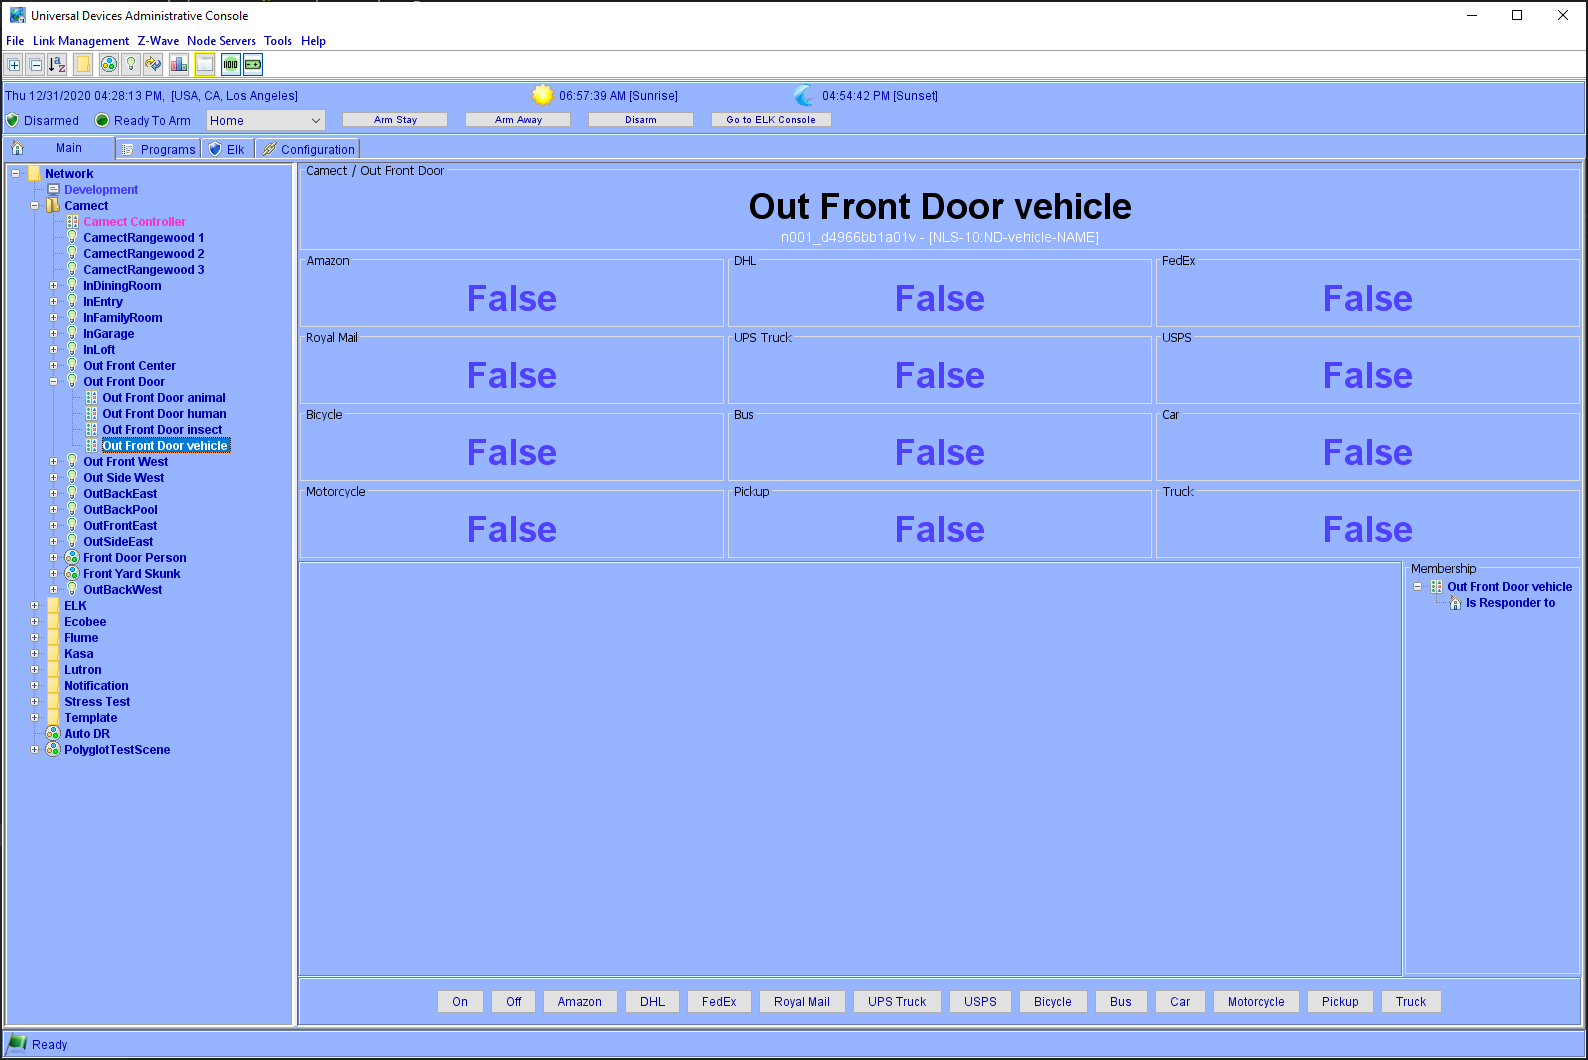 Universal Devices Administrative Console
File Link Management Z-Wave Node Servers Tools Help
Thu 12/31/2020 04:28:13 PM, [USA, CA, Los Angeles]
06:57:39 AM [Sunrise]
04:54:42 PM [Sunset]
Disarmed
Ready To Arm
Home
Arm Stay
Arm Away
Disarm
Go to ELK Console
Main
Programs
Elk
Configuration
Network
Development
Camect
Camect Controller
CamectRangewood 1
CamectRangewood 2
CamectRangewood 3
InDiningRoom
InEntry
InFamilyRoom
InGarage
InLoft
Out Front Center
Out Front Door
Out Front Door animal
Out Front Door human
Out Front Door insect
Out Front Door vehicle
Out Front West
Out Side West
OutBackEast
OutBackPool
OutFrontEast
OutSideEast
Front Door Person
Front Yard Skunk
OutBackWest
ELK
Ecobee
Flume
Kasa
Lutron
Notification
Stress Test
Template
Auto DR
PolyglotTestScene
Camect / Out Front Door
Out Front Door vehicle
n001_d4966bb1a01v - [NLS-10:ND-vehicle-NAME]
Amazon
False
DHL
False
FedEx
False
Royal Mail
False
UPS Truck
False
USPS
False
Bicycle
False
Bus
False
Car
False
Motorcycle
False
Pickup
False
Truck
False
Membership
Out Front Door vehicle
Is Responder to
On
Off
Amazon
DHL
FedEx
Royal Mail
UPS Truck
USPS
Bicycle
Bus
Car
Motorcycle
Pickup
Truck
Ready